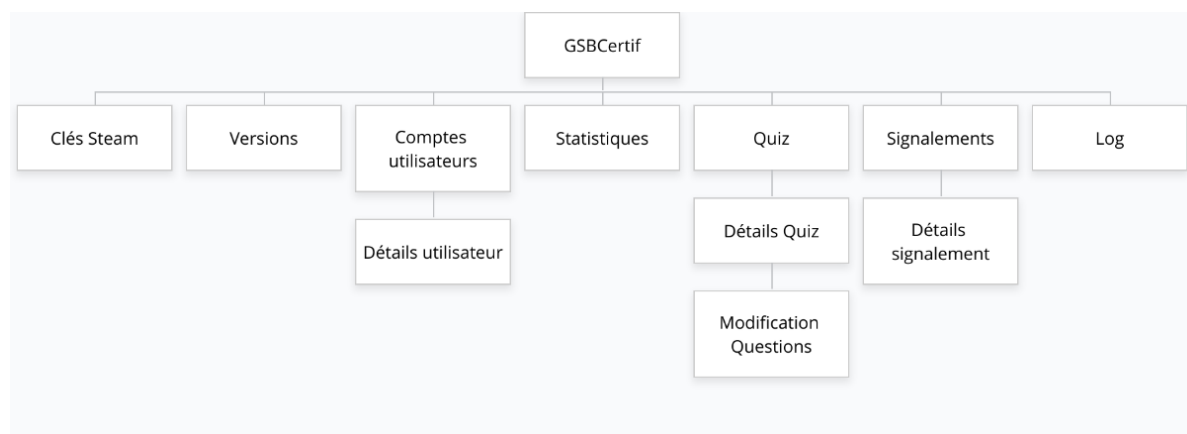 GSBCertif
Clés Steam
Versions
Comptes
utilisateurs
Statistiques
Quiz
Signalements
Log
Détails utilisateur
Détails Quiz
Détails
signalement
Modification
Questions